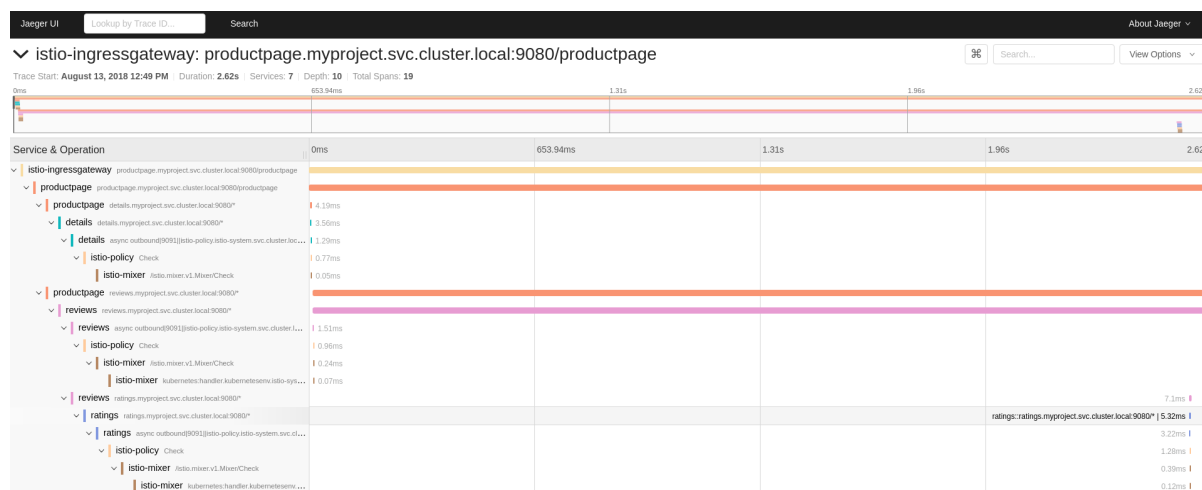 Jaeger UI Lookup by Trace ID... Search About Jaeger
istio-ingressgateway: productpage.myproject.svc.cluster.local:9080/productpage ⌘ Search... View Options
Trace Start: August 13, 2018 12:49 PM Duration: 2.62s Services: 7 Depth: 10 Total Spans: 19
0ms 653.94ms 1.31s 1.96s 2.62
Service & Operation 0ms 653.94ms 1.31s 1.96s 2.62
istio-ingressgateway productpage.myproject.svc.cluster.local:9080/productpage
productpage productpage.myproject.svc.cluster.local:9080/productpage
productpage details.myproject.svc.cluster.local:9080/* 4.19ms
details details.myproject.svc.cluster.local:9080/* 3.56ms
details async outbound|9091||istio-policy.istio-system.svc.cluster.loc... 1.29ms
istio-policy Check 0.77ms
istio-mixer /istio.mixer.v1.Mixer/Check 0.05ms
productpage reviews.myproject.svc.cluster.local:9080/*
reviews reviews.myproject.svc.cluster.local:9080/*
reviews async outbound|9091||istio-policy.istio-system.svc.cluster.l... 1.51ms
istio-policy Check 0.96ms
istio-mixer /istio.mixer.v1.Mixer/Check 0.24ms
istio-mixer kubernetes:handler.kubernetesenv.istio-sys... 0.07ms
reviews ratings.myproject.svc.cluster.local:9080/* 7.1ms
ratings ratings.myproject.svc.cluster.local:9080/* ratings::ratings.myproject.svc.cluster.local:9080/* | 5.32ms
ratings async outbound|9091||istio-policy.istio-system.svc.cl... 3.22ms
istio-policy Check 1.28ms
istio-mixer /istio.mixer.v1.Mixer/Check 0.39ms
istio-mixer kubernetes:handler.kubernetesenv.... 0.12ms